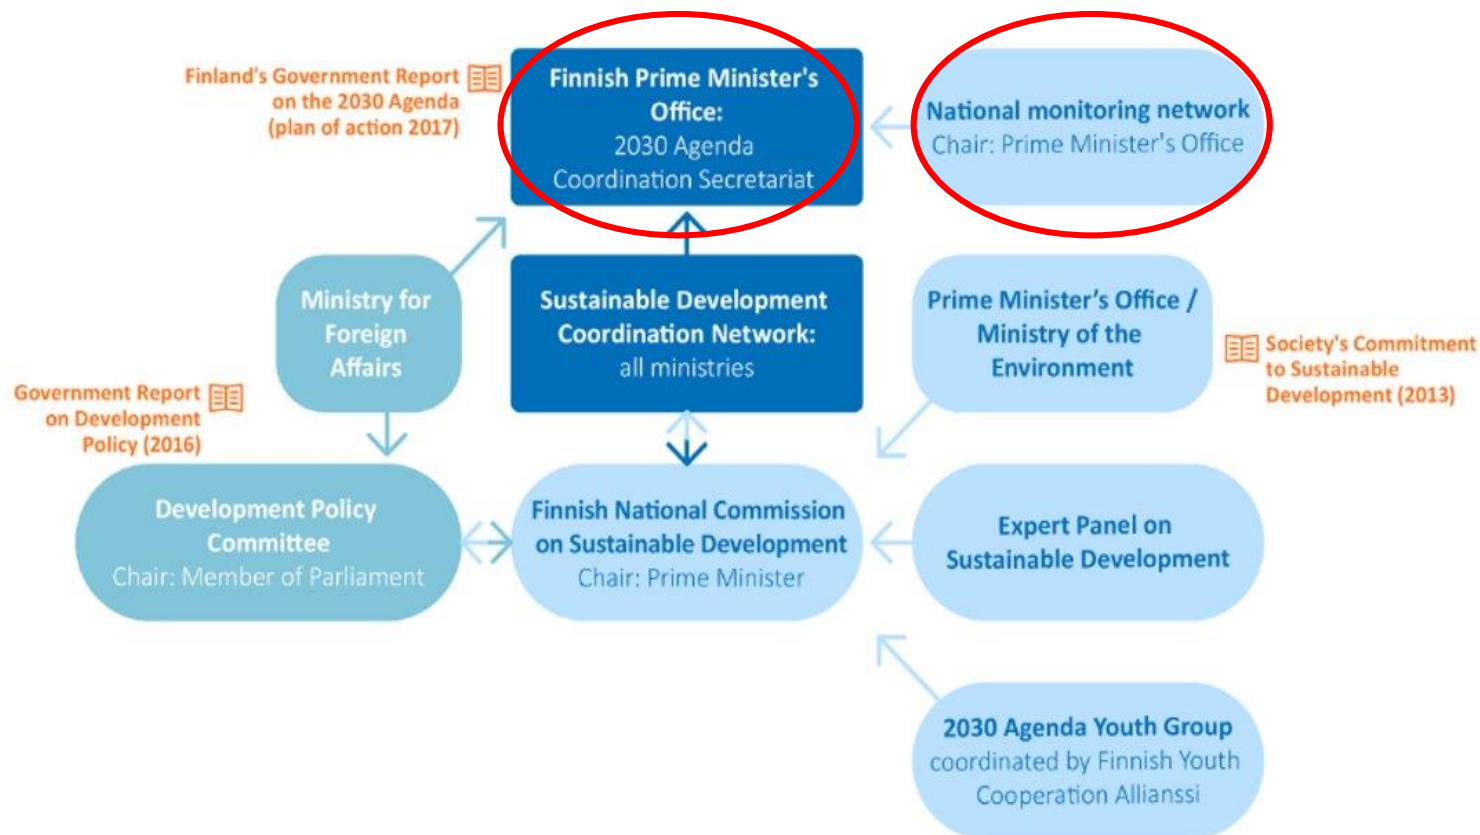 Finland's Government Report
on the 2030 Agenda
(plan of action 2017)
Finnish Prime Minister's
Office:
2030 Agenda
Coordination Secretariat
National monitoring network
Chair: Prime Minister's Office
Ministry for
Foreign
Affairs
Sustainable Development
Coordination Network:
all ministries
Prime Minister’s Office /
Ministry of the
Environment
Society's Commitment
to Sustainable
Development (2013)
Government Report
on Development
Policy (2016)
Development Policy
Committee
Chair: Member of Parliament
Finnish National Commission
on Sustainable Development
Chair: Prime Minister
Expert Panel on
Sustainable Development
2030 Agenda Youth Group
coordinated by Finnish Youth
Cooperation Allianssi